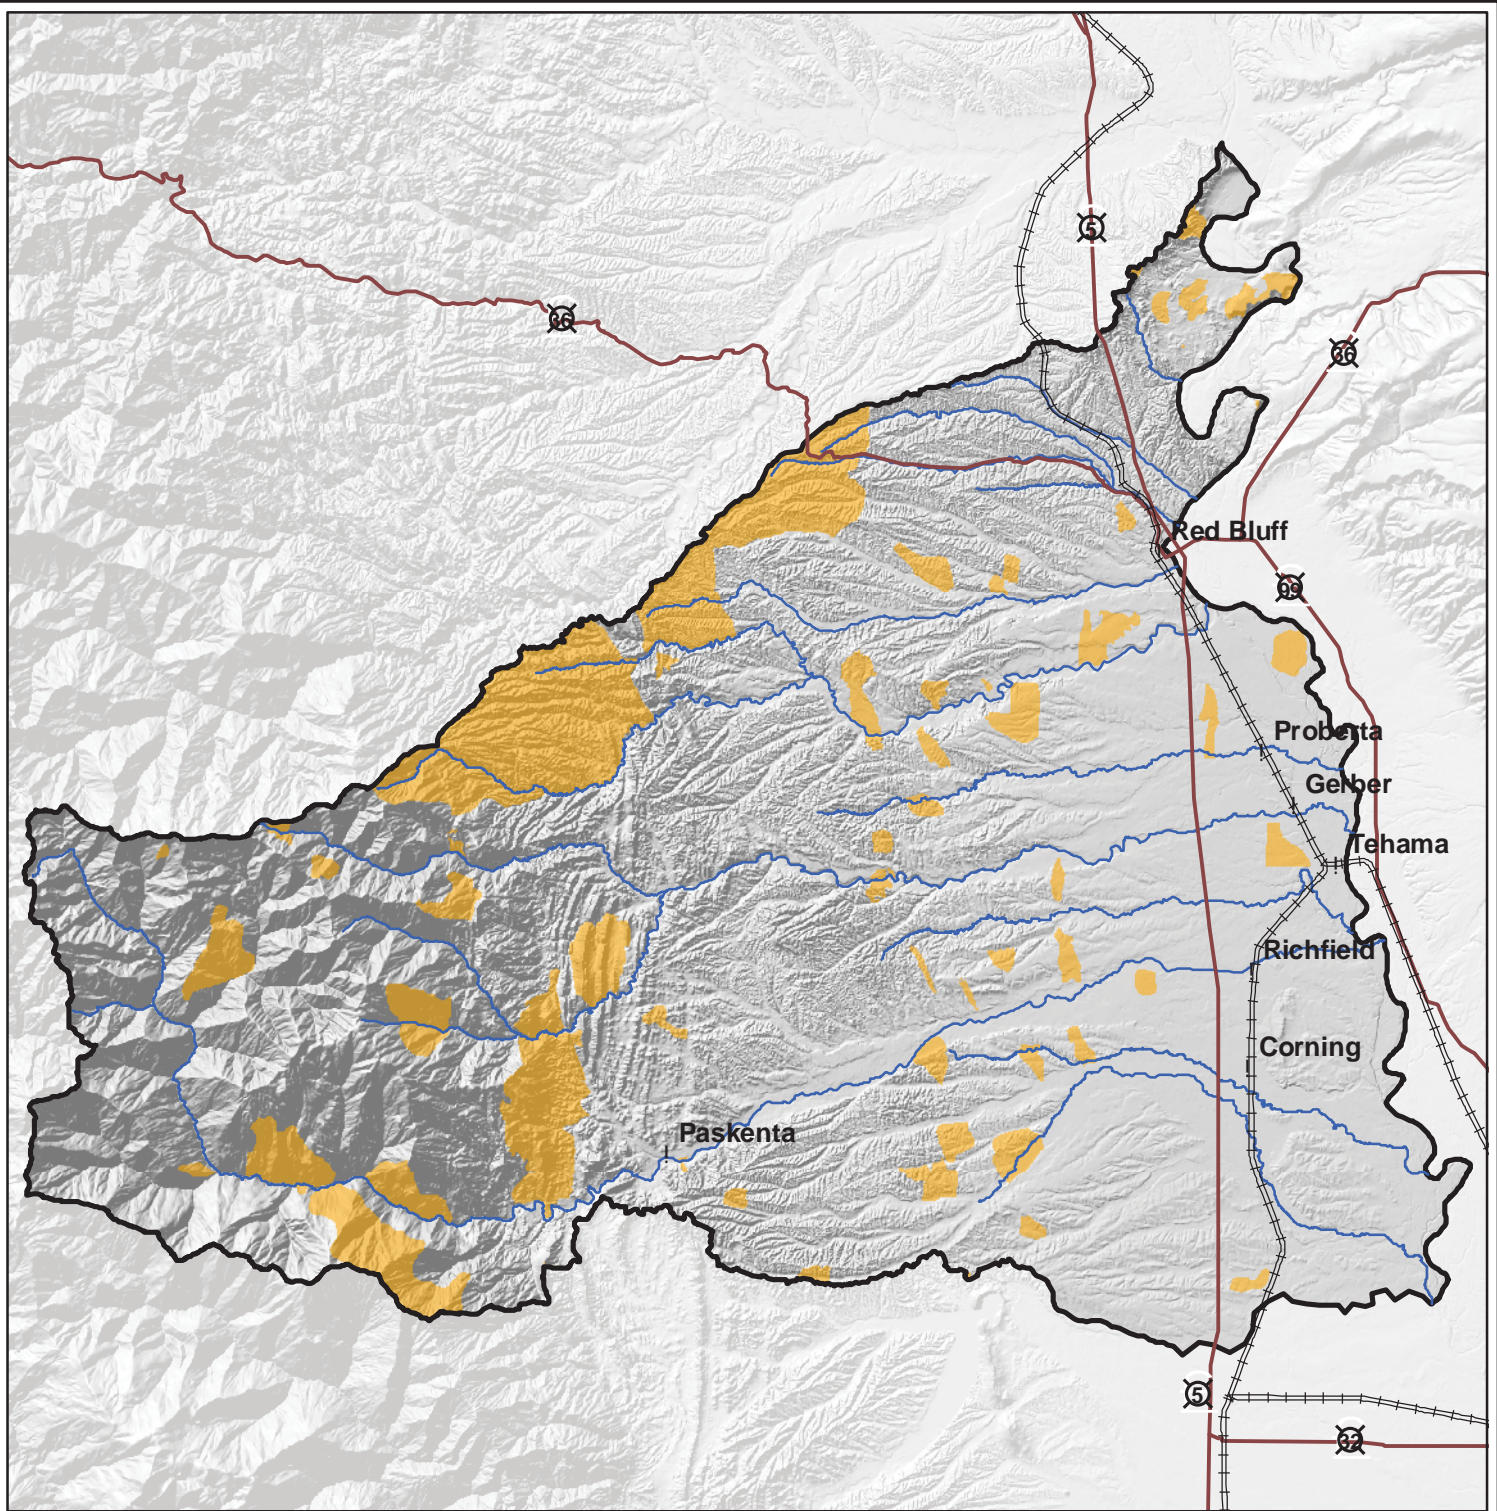 5
36
36
Red Bluff
99
Proberta
Gerber
Tehama
Richfield
Corning
Paskenta
5
32